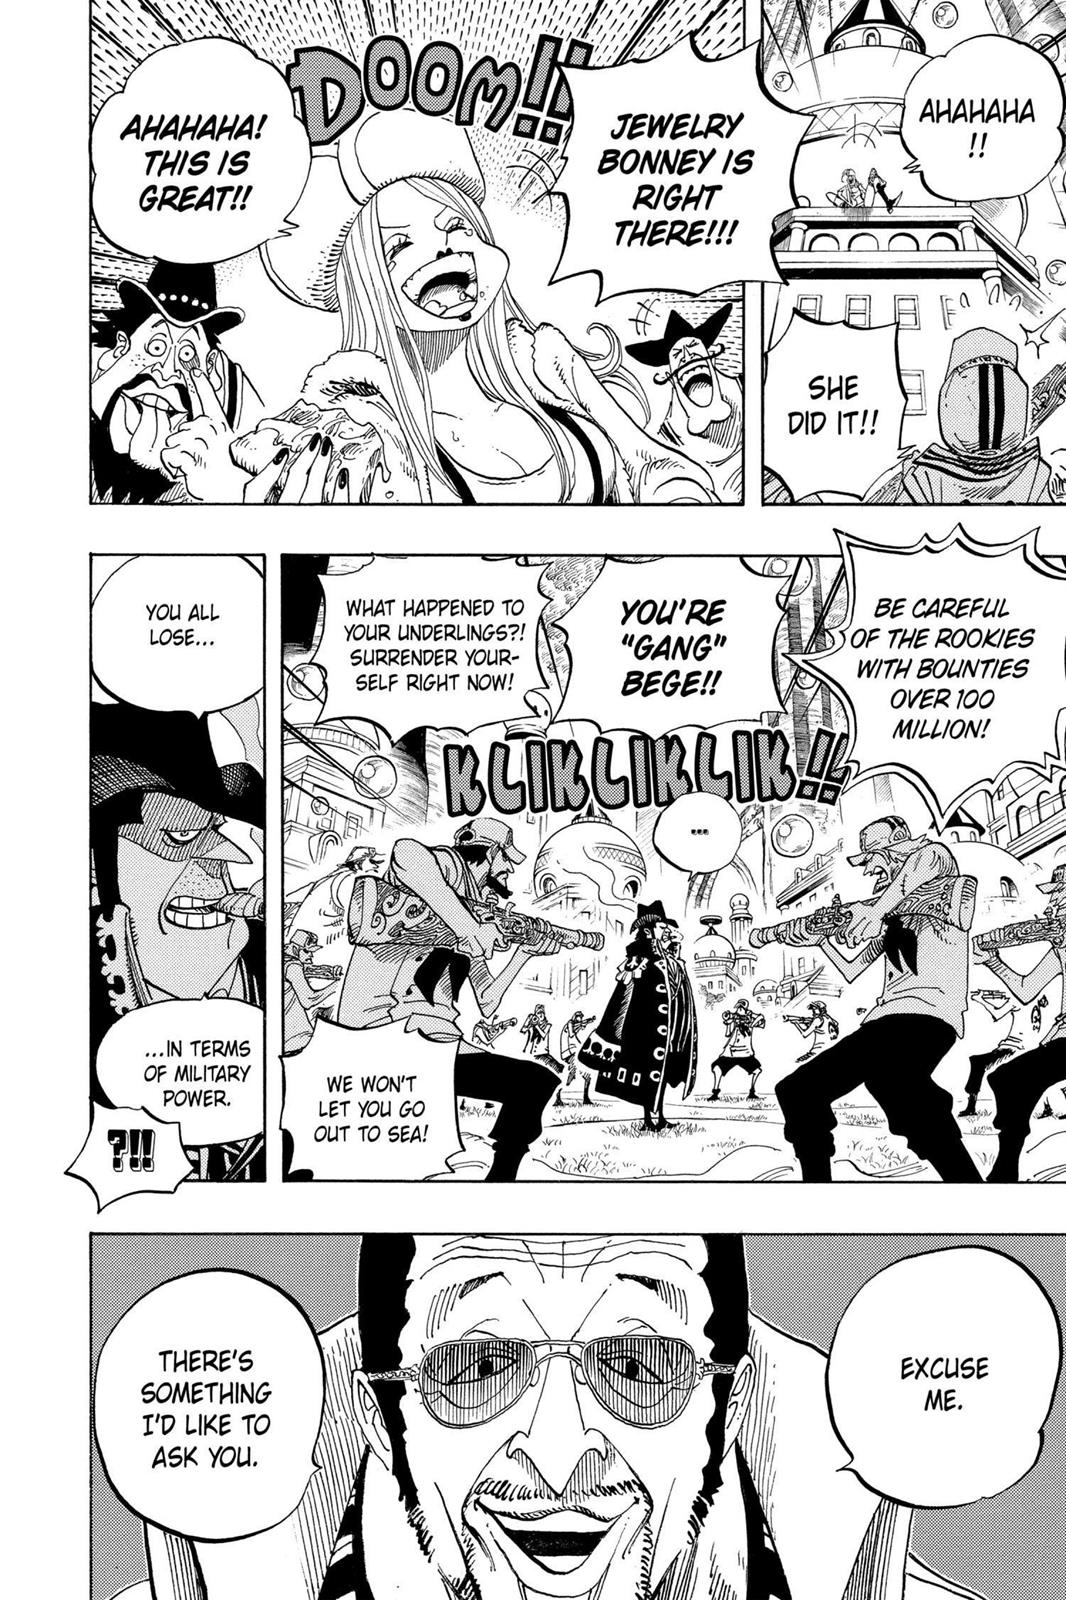 AHAHAHA
!!
SHE
DID IT!!
JEWELRY
BONNEY IS
RIGHT
THERE!!!
DOOM!!
AHAHAHA!
THIS IS
GREAT!!
BE CAREFUL
OF THE ROOKIES
WITH BOUNTIES
OVER 100
MILLION!
YOU'RE
"GANG"
BEGE!!
WHAT HAPPENED TO
YOUR UNDERLINGS?!
SURRENDER YOUR-
SELF RIGHT NOW!
KLIKLIKLIK!!
...
WE WON'T
LET YOU GO
OUT TO SEA!
YOU ALL
LOSE...
...IN TERMS
OF MILITARY
POWER.
?!!
EXCUSE
ME.
THERE'S
SOMETHING
I'D LIKE TO
ASK YOU.